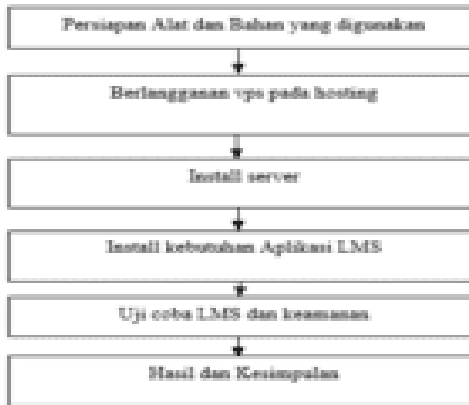 Persiapan Alat dan Bahan yang digunakan
Berlangganan vps pada hosting
Install server
Install kebutuhan Aplikasi LMS
Uji coba LMS dan keamanan
Hasil dan Kesimpulan